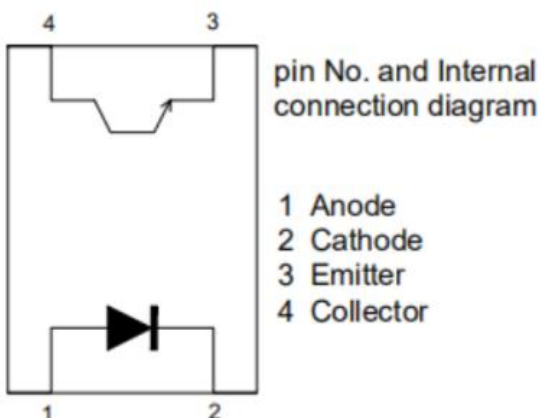 4 3
pin No. and Internal
connection diagram
1 Anode
2 Cathode
3 Emitter
4 Collector
1 2